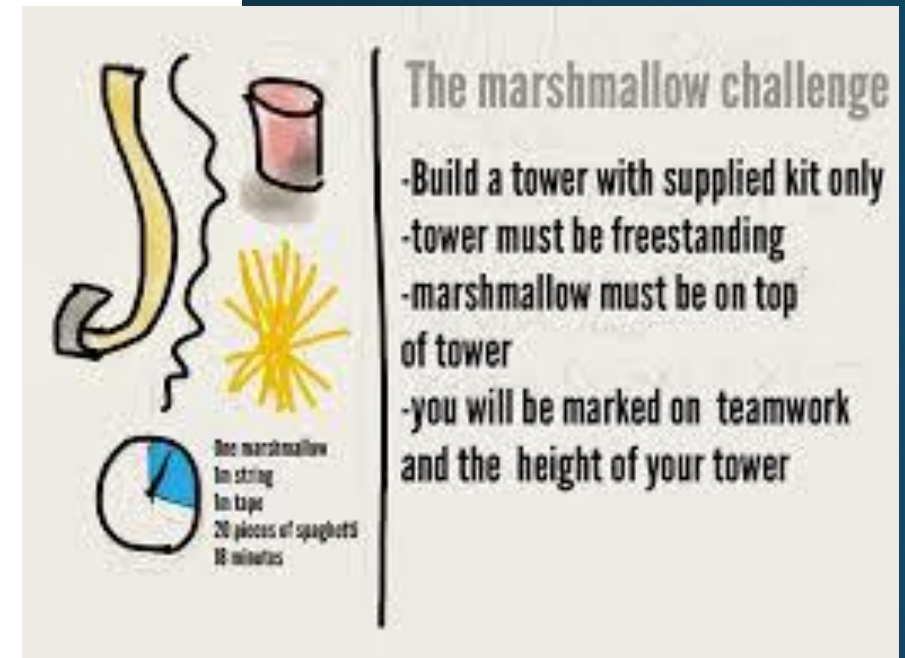 The marshmallow challenge
-Build a tower with supplied kit only
-tower must be freestanding
-marshmallow must be on top
of tower
-you will be marked on teamwork
and the height of your tower
One marshmallow
1m string
1m tape
20 pieces of spaghetti
18 minutes